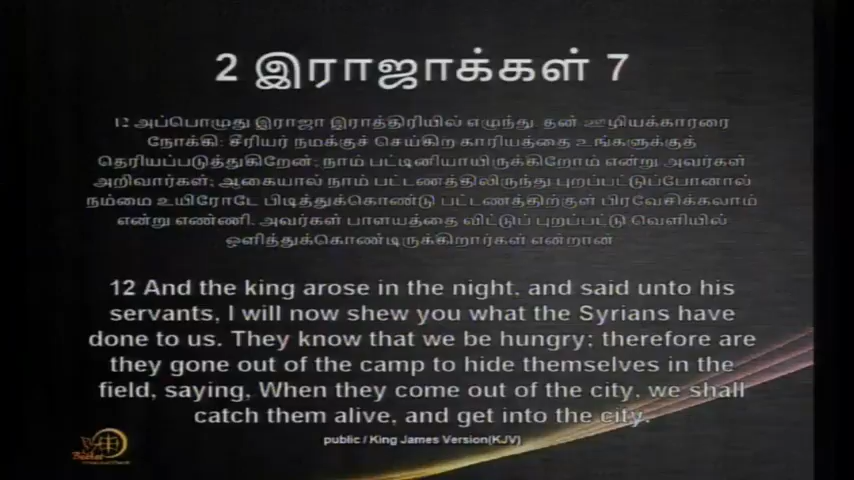 2 இராஜாக்கள் 7
12 அப்பொழுது இராஜா இராத்திரியில் எழுந்து, தன் ஊழியக்காரரை
நோக்கி: சீரியர் நமக்குச் செய்கிற காரியத்தை உங்களுக்குத்
தெரியப்படுத்துகிறேன்; நாம் பட்டினியாயிருக்கிறோம் என்று அவர்கள்
அறிவார்கள்; ஆகையால் நாம் பட்டணத்திலிருந்து புறப்பட்டுப்போனால்
நம்மை உயிரோடே பிடித்துக்கொண்டு பட்டணத்திற்குள் பிரவேசிக்கலாம்
என்று எண்ணி, அவர்கள் பாளயத்தை விட்டுப் புறப்பட்டு வெளியில்
ஒளித்துக்கொண்டிருக்கிறார்கள் என்றான்
12 And the king arose in the night, and said unto his
servants, I will now shew you what the Syrians have
done to us. They know that we be hungry; therefore are
they gone out of the camp to hide themselves in the
field, saying, When they come out of the city, we shall
catch them alive, and get into the city.
public / King James Version(KJV)